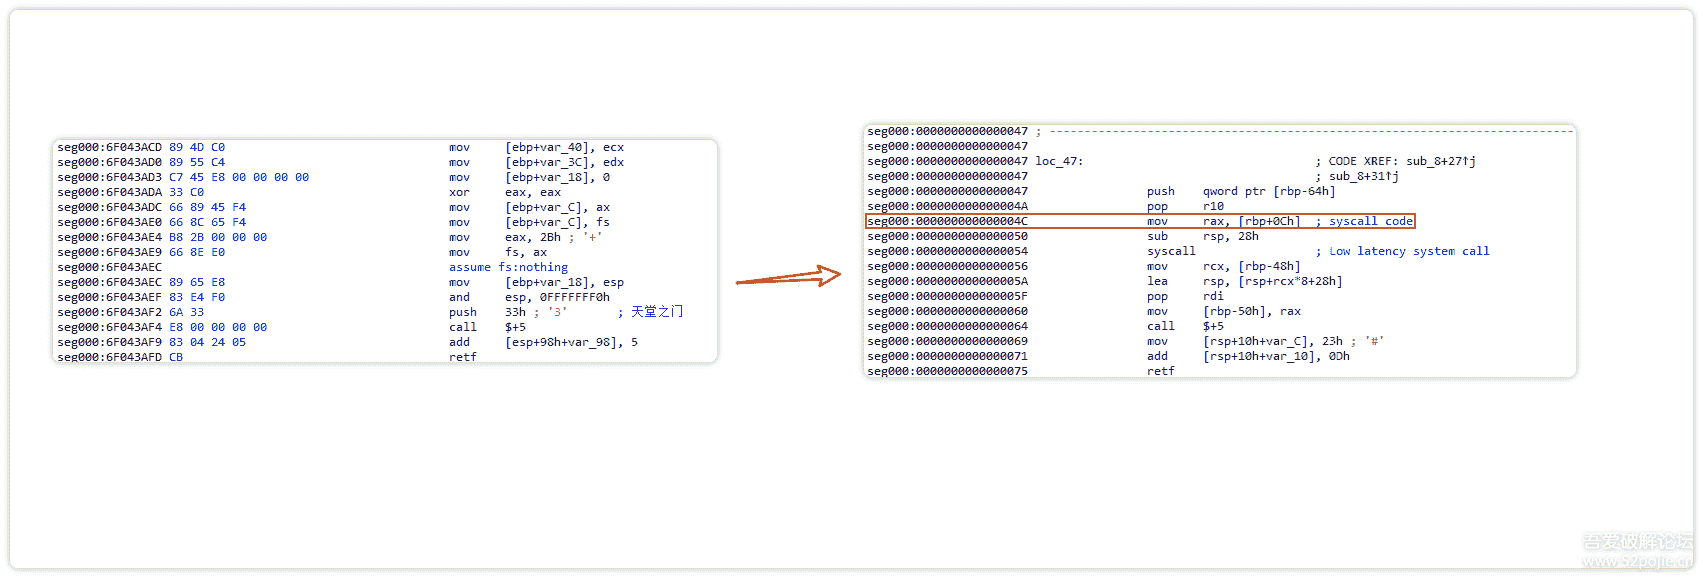 seg000:6F043ACD 89 4D C0 mov [ebp+var_40], ecx
seg000:6F043AD0 89 55 C4 mov [ebp+var_3C], edx
seg000:6F043AD3 C7 45 E8 00 00 00 00 mov [ebp+var_18], 0
seg000:6F043ADA 33 C0 xor eax, eax
seg000:6F043ADC 66 89 45 F4 mov [ebp+var_C], ax
seg000:6F043AE0 66 8C 65 F4 mov [ebp+var_C], fs
seg000:6F043AE4 B8 2B 00 00 00 mov eax, 2Bh ; '+'
seg000:6F043AE9 66 8E E0 mov fs, ax
seg000:6F043AEC assume fs:nothing
seg000:6F043AEC 89 65 E8 mov [ebp+var_18], esp
seg000:6F043AEF 83 E4 F0 and esp, 0FFFFFFF0h
seg000:6F043AF2 6A 33 push 33h ; '3' ; 天堂之门
seg000:6F043AF4 E8 00 00 00 00 call $+5
seg000:6F043AF9 83 04 24 05 add [esp+98h+var_98], 5
seg000:6F043AFD CB retf
seg000:0000000000000047 ; ---------------------------------------------------------------------------
seg000:0000000000000047
seg000:0000000000000047 loc_47: ; CODE XREF: sub_8+27↑j
seg000:0000000000000047 ; sub_8+31↑j
seg000:0000000000000047 push qword ptr [rbp-64h]
seg000:000000000000004A pop r10
seg000:000000000000004C mov rax, [rbp+0Ch] ; syscall code
seg000:0000000000000050 sub rsp, 28h
seg000:0000000000000054 syscall ; Low latency system call
seg000:0000000000000056 mov rcx, [rbp-48h]
seg000:000000000000005A lea rsp, [rsp+rcx*8+28h]
seg000:000000000000005F pop rdi
seg000:0000000000000060 mov [rbp-50h], rax
seg000:0000000000000064 call $+5
seg000:0000000000000069 mov [rsp+10h+var_C], 23h ; '#'
seg000:0000000000000071 add [rsp+10h+var_10], 0Dh
seg000:0000000000000075 retf
吾爱破解论坛
www.52pojie.cn